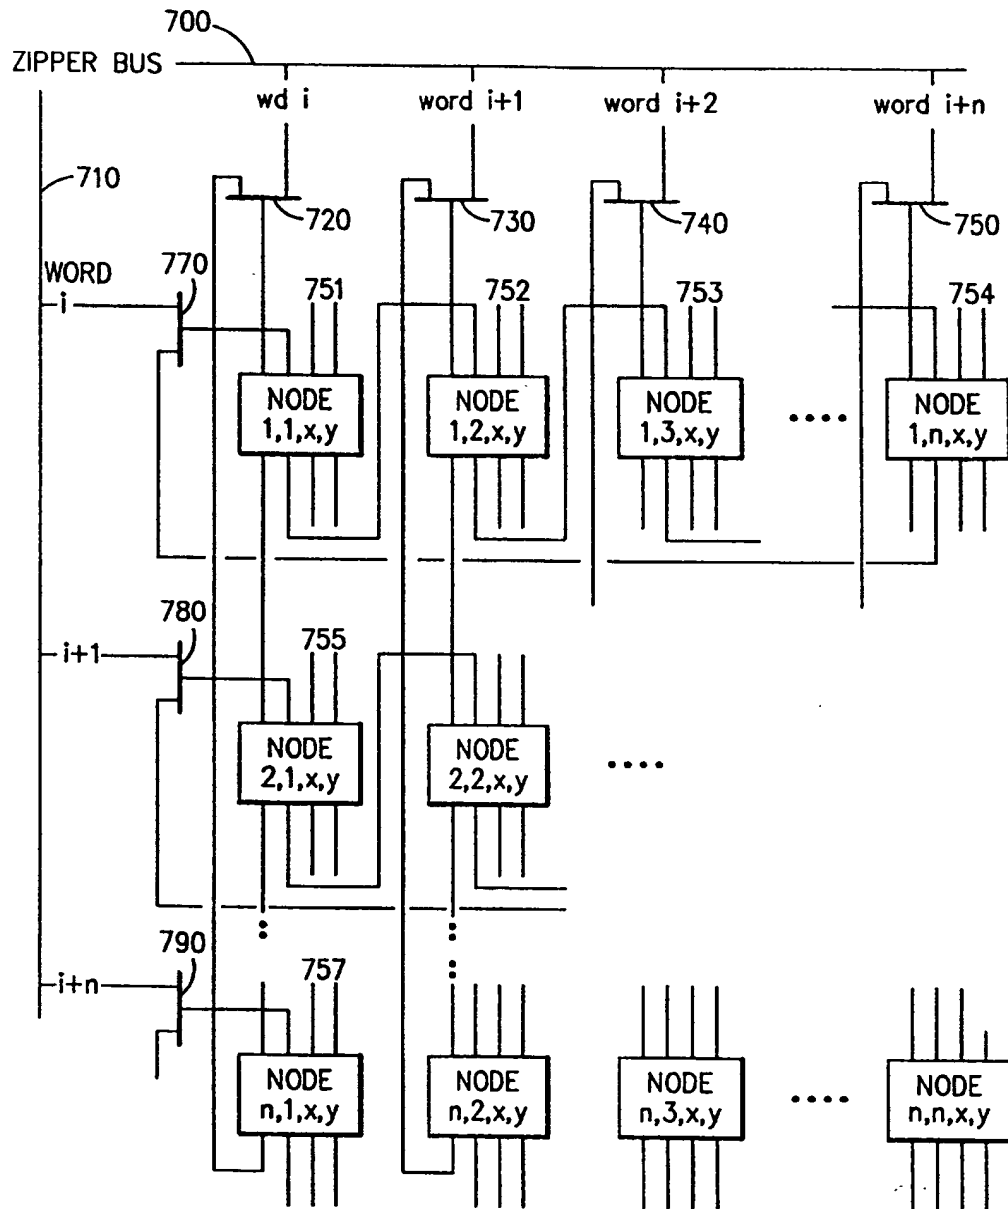 700
ZIPPER BUS
wd i word i+1 word i+2 word i+n
710
720 730 740 750
WORD 770
i
751 752 753 754
NODE NODE NODE NODE
1,1,x,y 1,2,x,y 1,3,x,y 1,n,x,y
780
i+1
755
NODE NODE
2,1,x,y 2,2,x,y
790
i+n
757
NODE NODE NODE NODE
n,1,x,y n,2,x,y n,3,x,y n,n,x,y